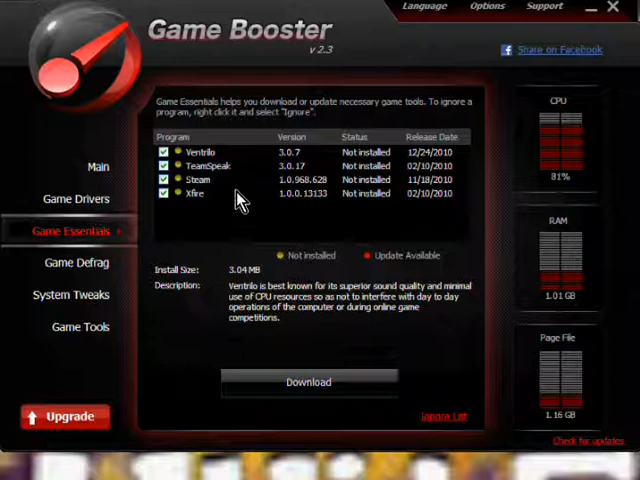 Language Options Support
Game Booster
v 2.3
Share on Facebook
Game Essentials helps you download or update necessary game tools. To ignore a
program, right click it and select "Ignore".
Program Version Status Release Date
Ventrilo 3.0.7 Not installed 12/24/2010
TeamSpeak 3.0.17 Not installed 02/10/2010
Steam 1.0.968.628 Not installed 11/18/2010
Xfire 1.0.0.13133 Not installed 02/10/2010
Not installed Update Available
Install Size: 3.04 MB
Description: Ventrilo is best known for its superior sound quality and minimal
use of CPU resources so as not to interfere with day to day
operations of the computer or during online game
competitions.
Download
Ignore List
Main
Game Drivers
Game Essentials
Game Defrag
System Tweaks
Game Tools
Upgrade
CPU
81%
RAM
1.01 GB
Page File
1.16 GB
Check for updates